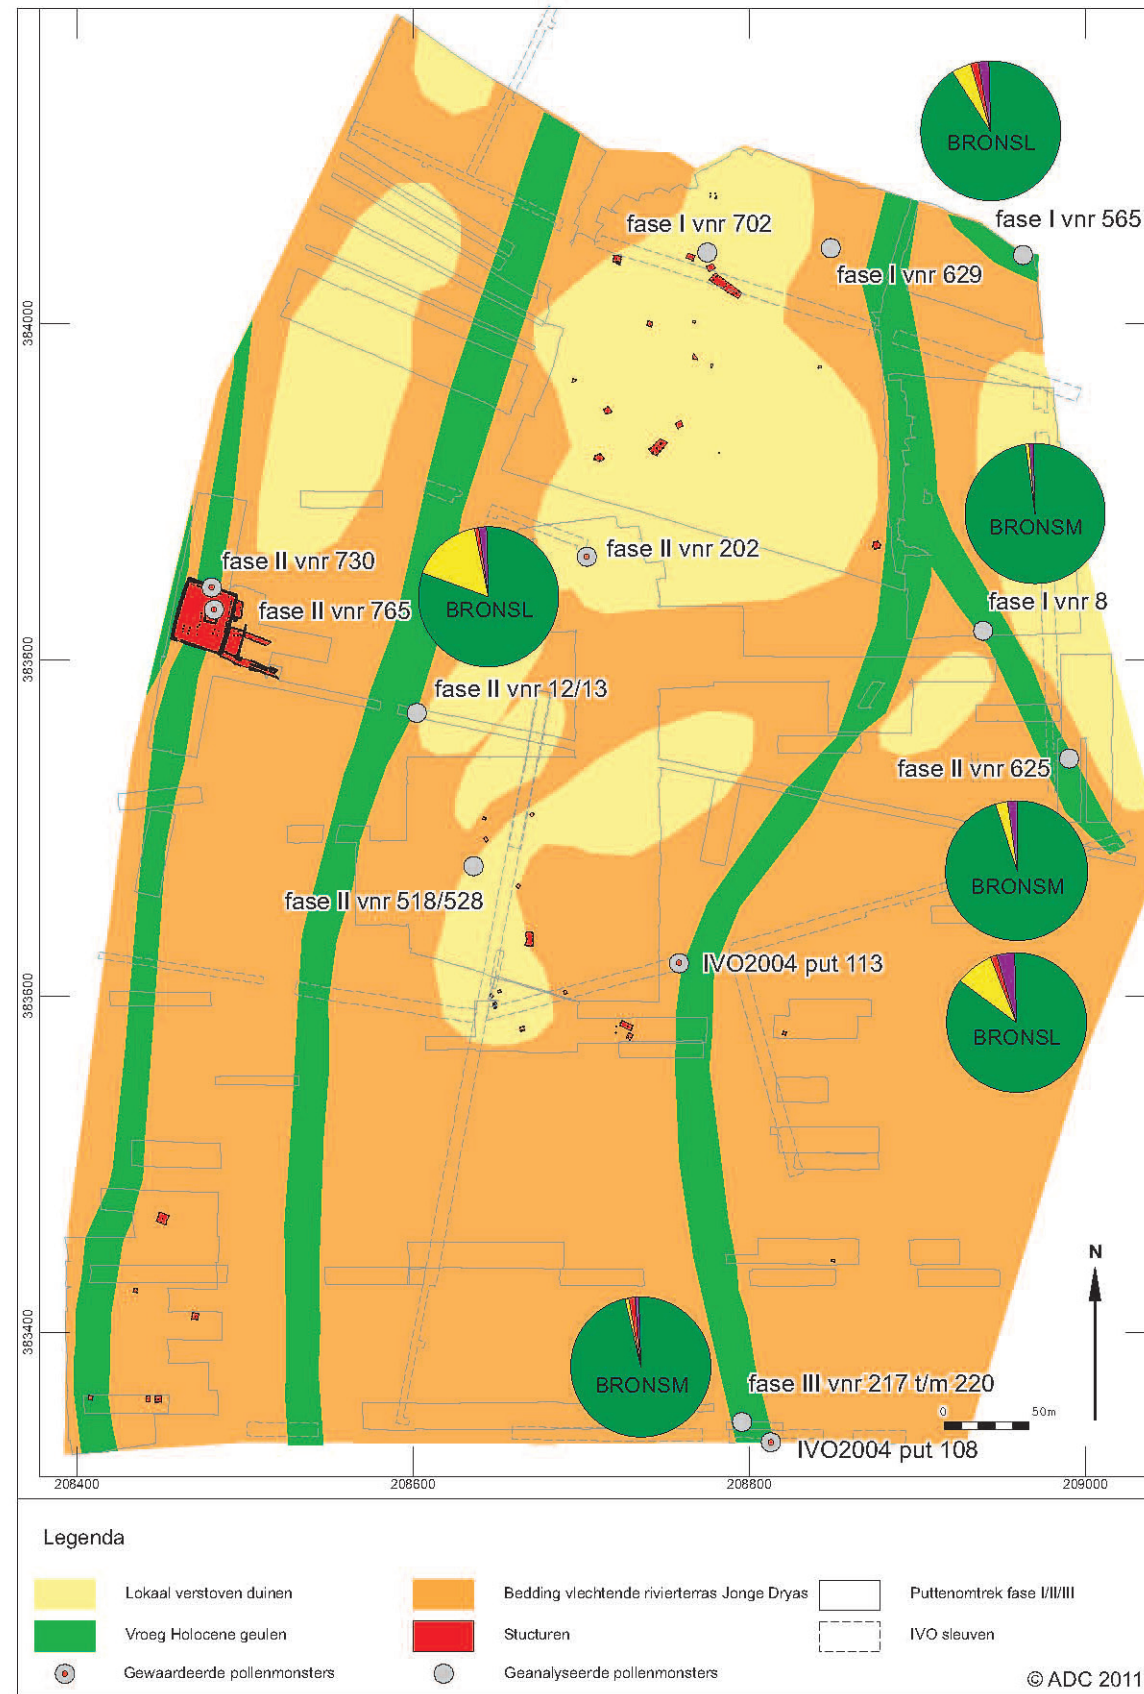 BRONSL
fase I vnr 565
fase I vnr 702
fase I vnr 629
384000
BRONSM
fase II vnr 730
fase II vnr 202
fase II vnr 765
BRONSL
fase I vnr 8
383800
fase II vnr 12/13
fase II vnr 625
BRONSM
fase II vnr 518/528
IVO2004 put 113
383600
BRONSL
N
383400
BRONSM
fase III vnr 217 t/m 220
0 50m
IVO2004 put 108
208400 208600 208800 209000
Legenda
Lokaal verstoven duinen
Bedding vlechtende rivierterras Jonge Dryas
Puttenomtrek fase I/II/III
Vroeg Holocene geulen
Stucturen
IVO sleuven
Gewaardeerde pollenmonsters
Geanalyseerde pollenmonsters
© ADC 2011